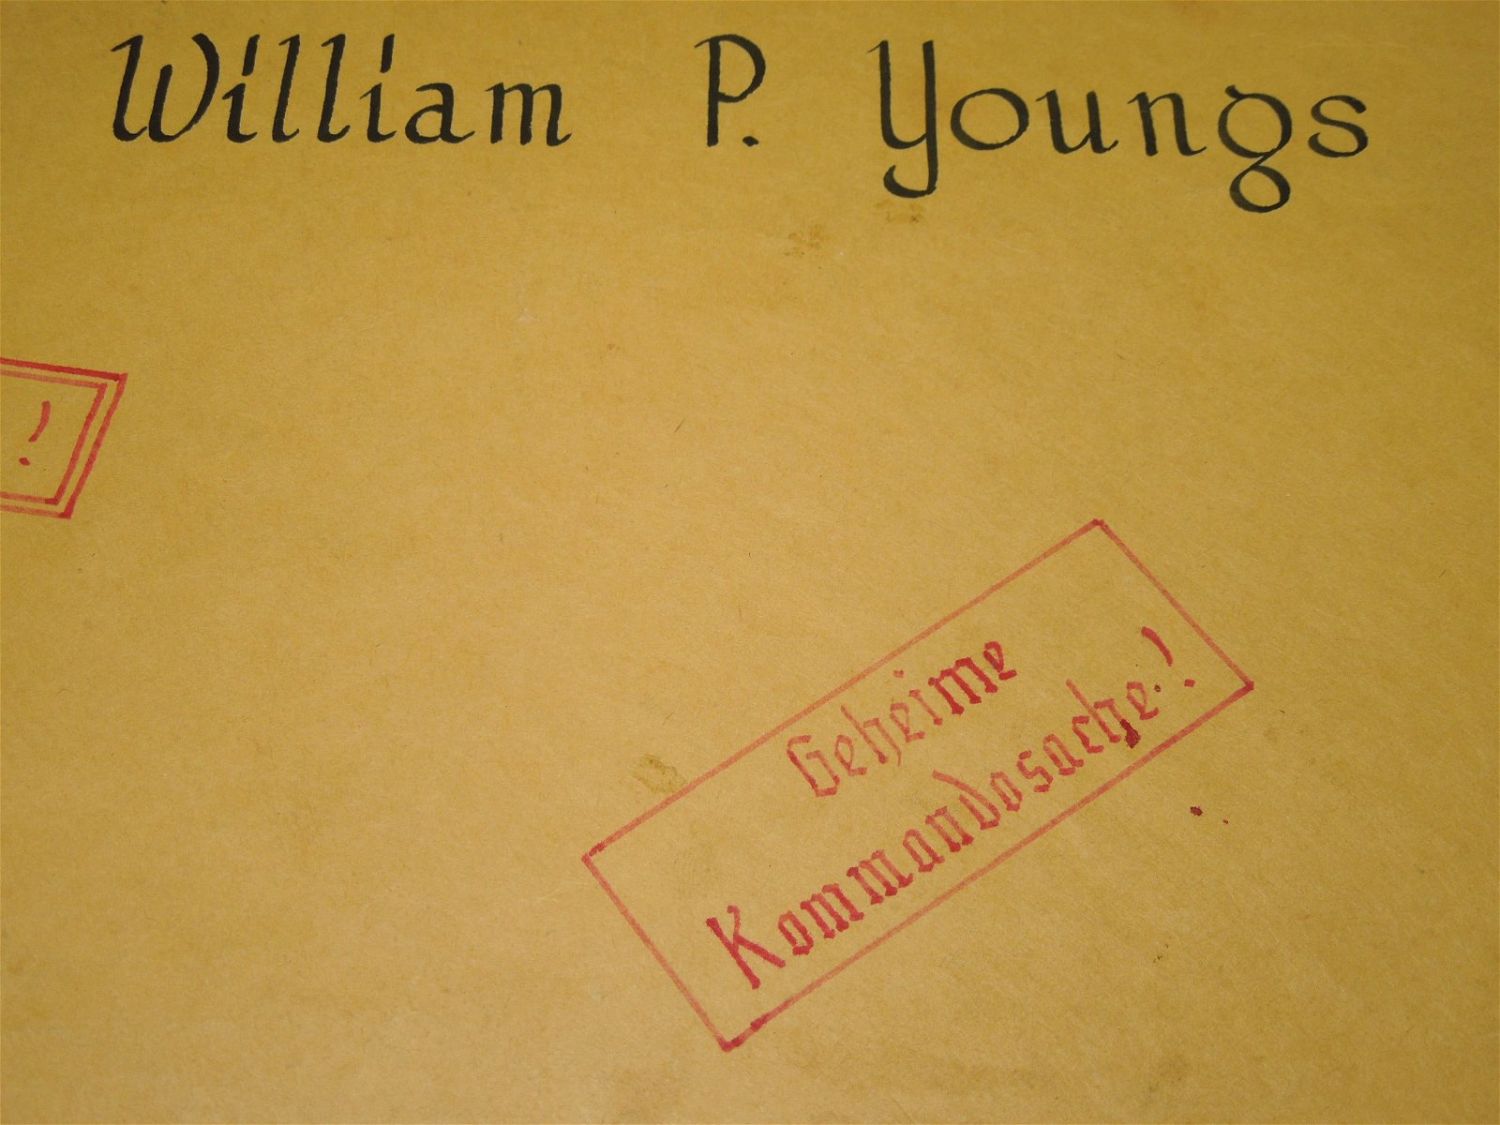 William P. Youngs
!
Geheime
Kommandosache!